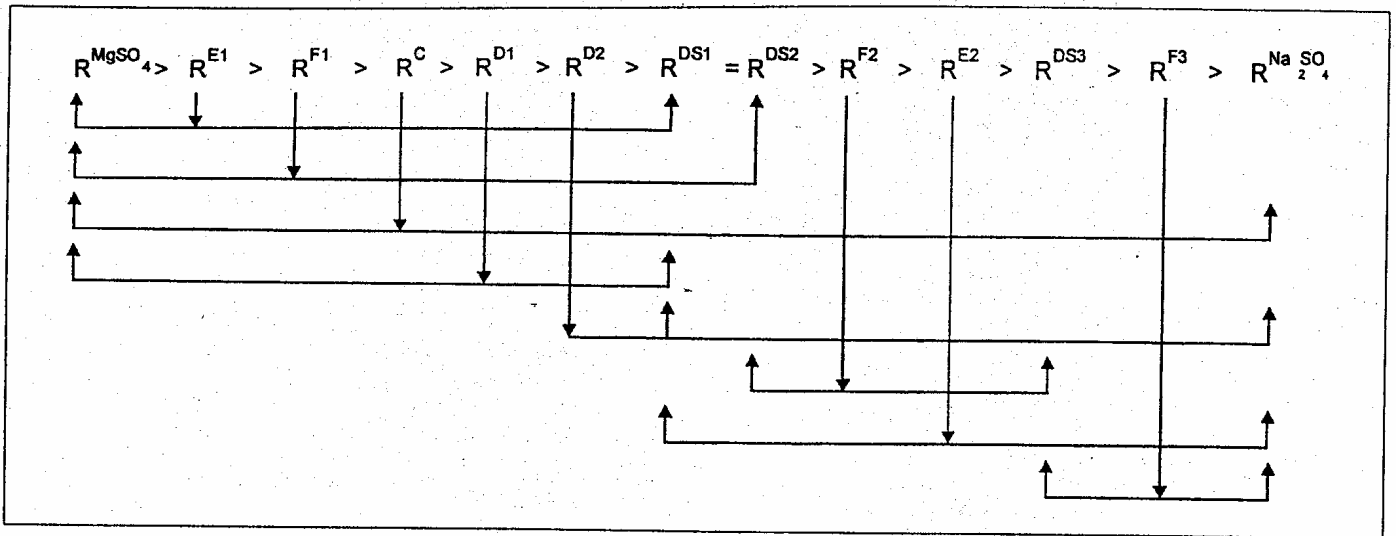 R^MgSO₄ > R^E1 > R^F1 > R^C > R^D1 > R^D2 > R^DS1 = R^DS2 > R^F2 > R^E2 > R^DS3 > R^F3 > R^Na₂SO₄